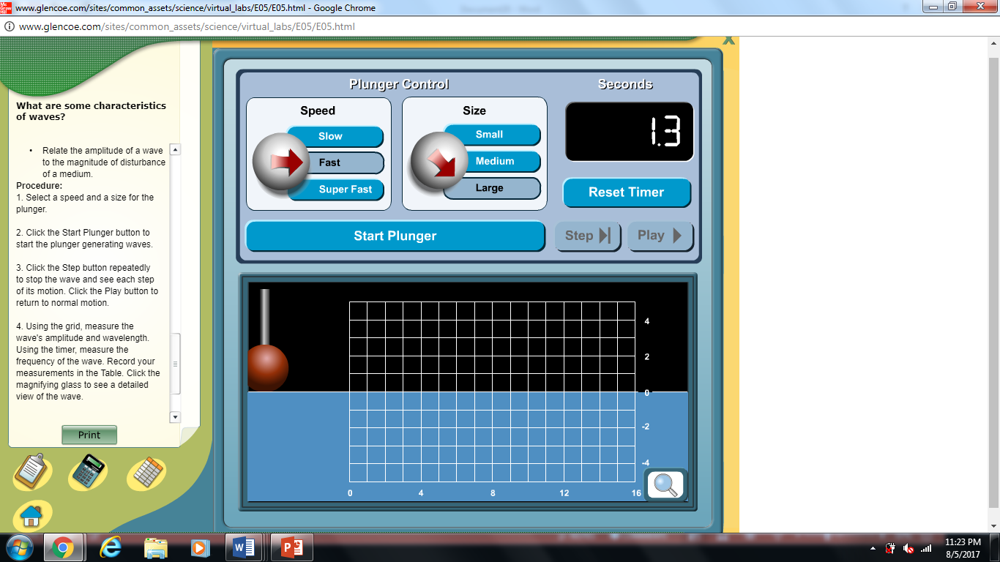 Mc
Graw
Hill
www.glencoe.com/sites/common_assets/science/virtual_labs/E05/E05.html - Google Chrome
www.glencoe.com/sites/common_assets/science/virtual_labs/E05/E05.html
X
What are some characteristics
of waves?
• Relate the amplitude of a wave
to the magnitude of disturbance
of a medium.
Procedure:
1. Select a speed and a size for the
plunger.
2. Click the Start Plunger button to
start the plunger generating waves.
3. Click the Step button repeatedly
to stop the wave and see each step
of its motion. Click the Play button to
return to normal motion.
4. Using the grid, measure the
wave's amplitude and wavelength.
Using the timer, measure the
frequency of the wave. Record your
measurements in the Table. Click the
magnifying glass to see a detailed
view of the wave.
Print
Plunger Control
Seconds
Speed
Slow
Fast
Super Fast
Size
Small
Medium
Large
1.3
Reset Timer
Start Plunger
Step
Play
4
2
0
-2
-4
0 4 8 12 16
11:23 PM
8/5/2017